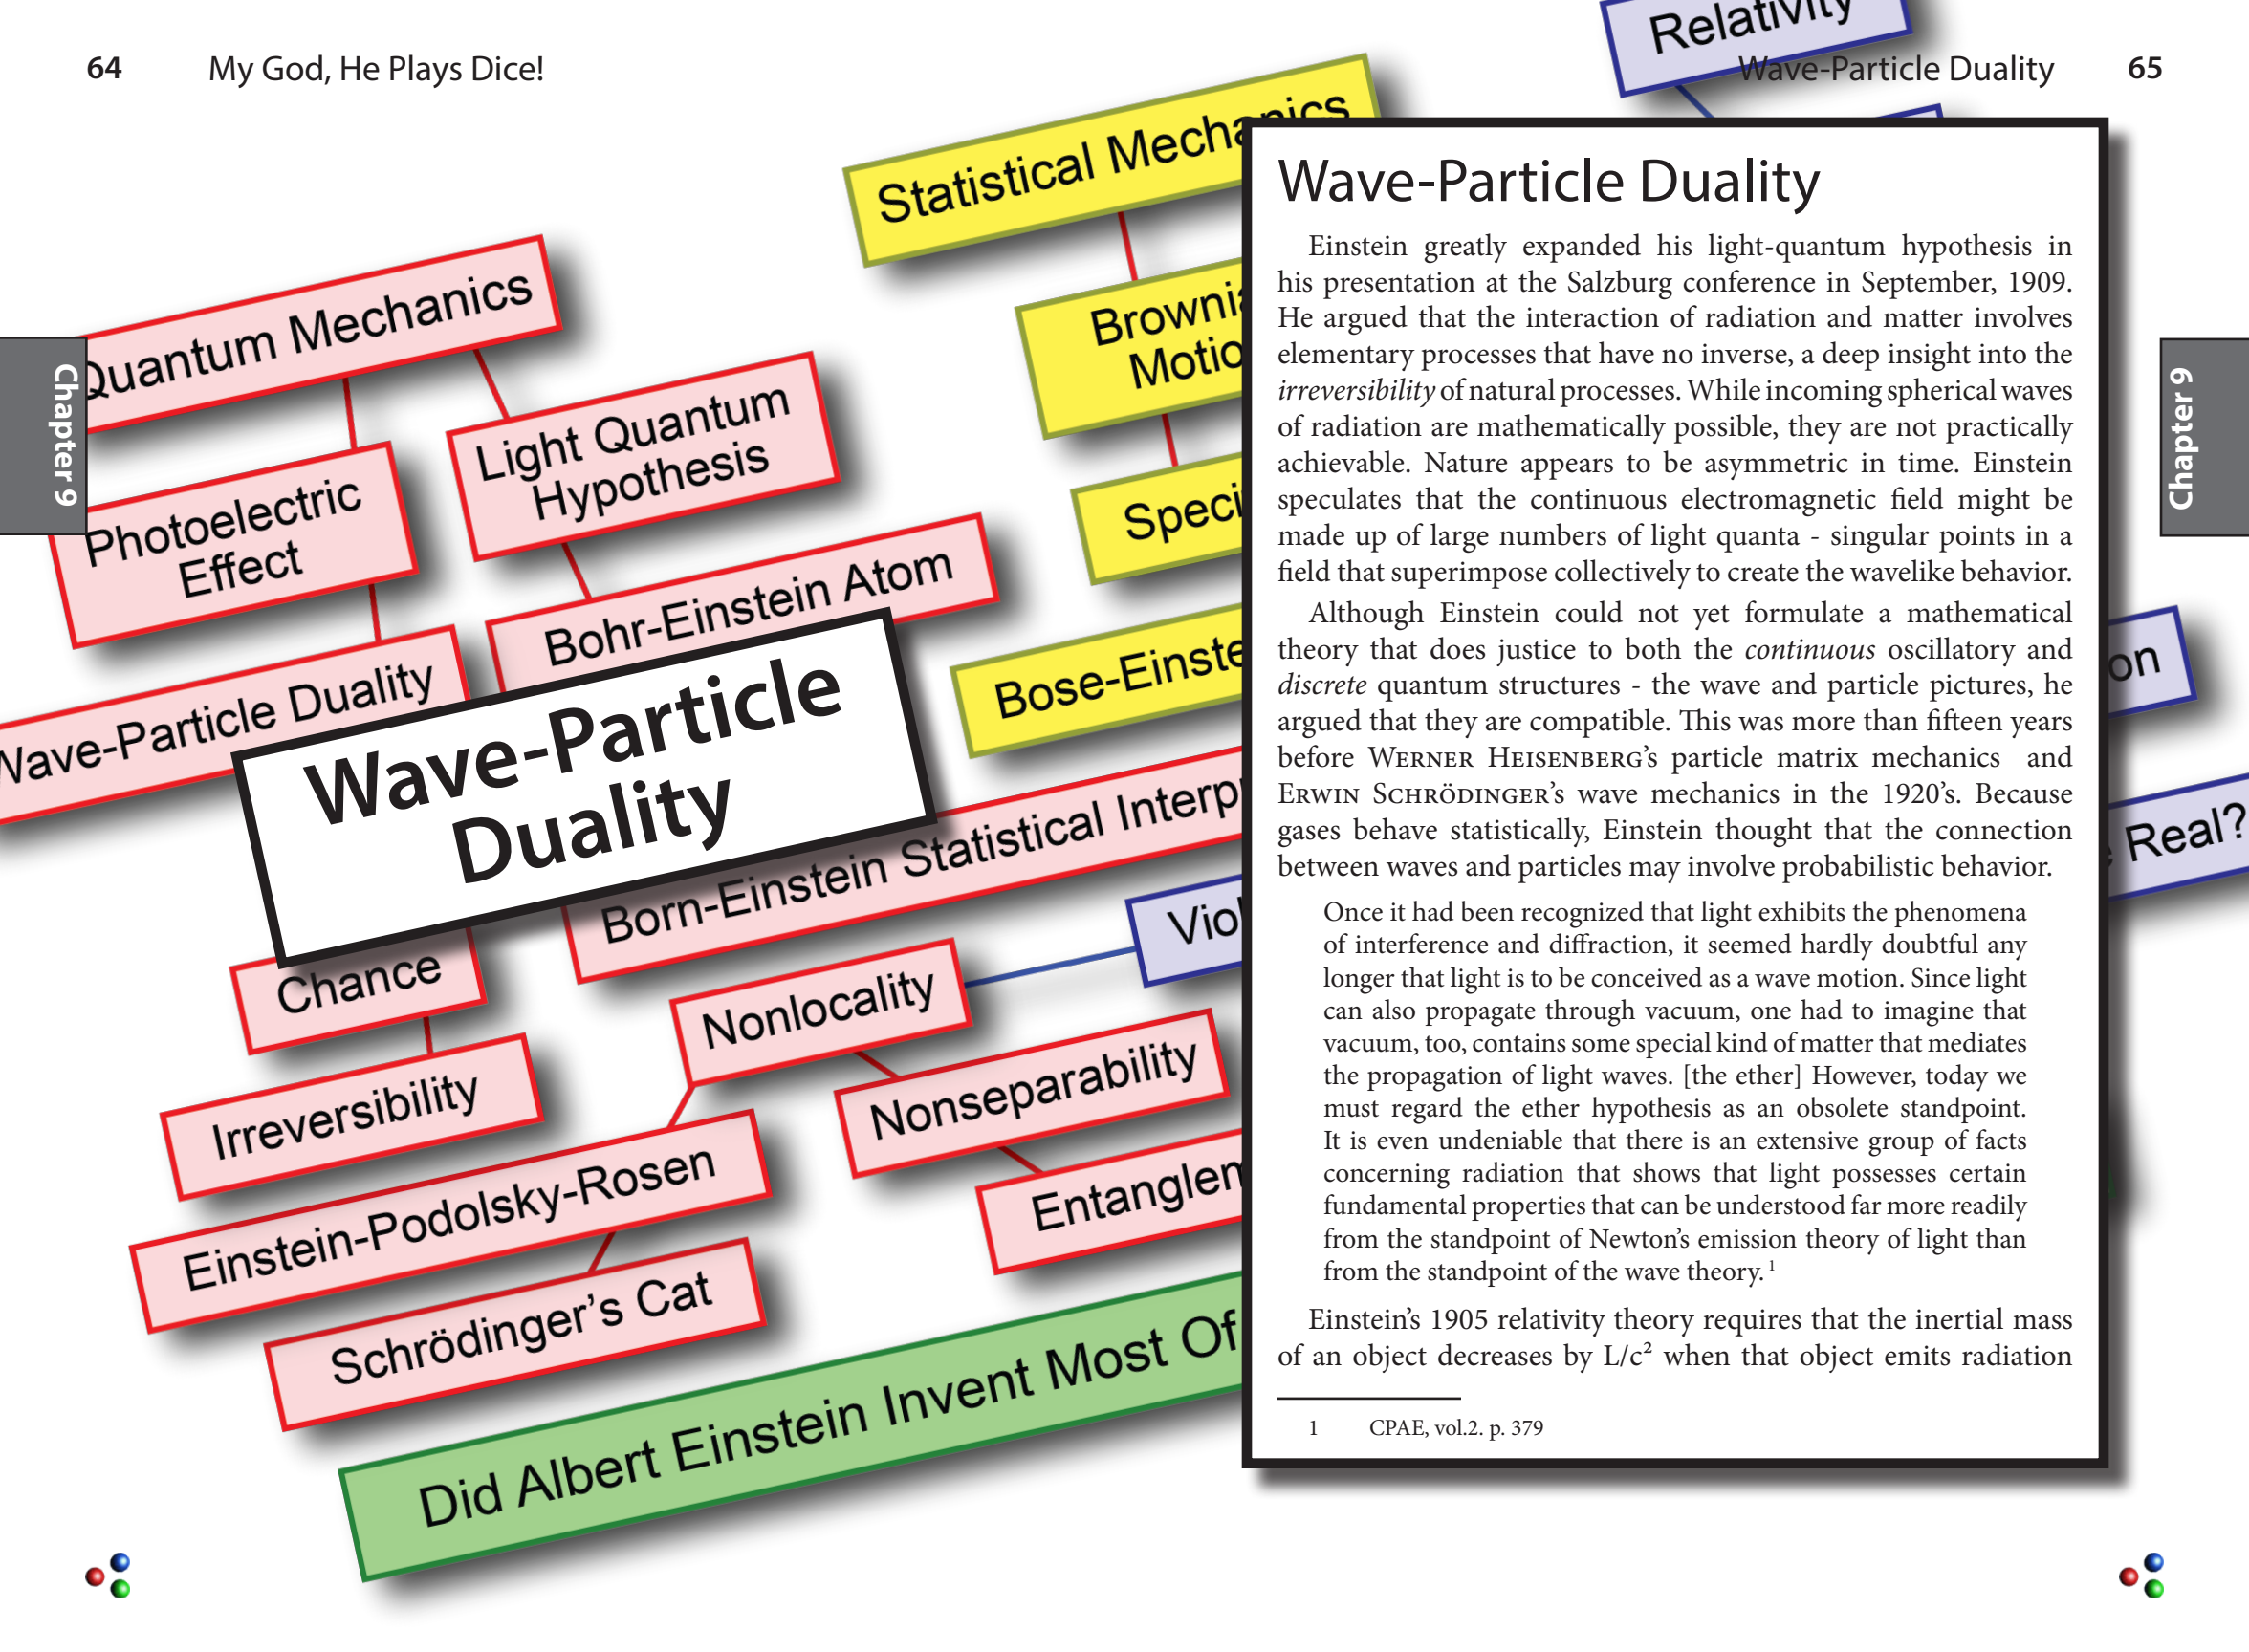 64 My God, He Plays Dice!
Chapter 9
Quantum Mechanics
Light Quantum
Hypothesis
Photoelectric
Effect
Bohr-Einstein Atom
Wave-Particle Duality
Wave-Particle
Duality
Statistical Mechanics
Motio
Bose-Einste
Born-Einstein Statistical Interp
Chance
Irreversibility
Nonlocality
Nonseparability
Einstein-Podolsky-Rosen
Schrödinger's Cat
Did Albert Einstein Invent Most Of
Relativity
Wave-Particle Duality 65
Chapter 9
on
Real?
Wave-Particle Duality
Einstein greatly expanded his light-quantum hypothesis in
his presentation at the Salzburg conference in September, 1909.
He argued that the interaction of radiation and matter involves
elementary processes that have no inverse, a deep insight into the
irreversibility of natural processes. While incoming spherical waves
of radiation are mathematically possible, they are not practically
achievable. Nature appears to be asymmetric in time. Einstein
speculates that the continuous electromagnetic field might be
made up of large numbers of light quanta - singular points in a
field that superimpose collectively to create the wavelike behavior.
Although Einstein could not yet formulate a mathematical
theory that does justice to both the continuous oscillatory and
discrete quantum structures - the wave and particle pictures, he
argued that they are compatible. This was more than fifteen years
before Werner Heisenberg's particle matrix mechanics and
Erwin Schrödinger's wave mechanics in the 1920's. Because
gases behave statistically, Einstein thought that the connection
between waves and particles may involve probabilistic behavior.
Once it had been recognized that light exhibits the phenomena
of interference and diffraction, it seemed hardly doubtful any
longer that light is to be conceived as a wave motion. Since light
can also propagate through vacuum, one had to imagine that
vacuum, too, contains some special kind of matter that mediates
the propagation of light waves. [the ether] However, today we
must regard the ether hypothesis as an obsolete standpoint.
It is even undeniable that there is an extensive group of facts
concerning radiation that shows that light possesses certain
fundamental properties that can be understood far more readily
from the standpoint of Newton's emission theory of light than
from the standpoint of the wave theory. 1
Einstein's 1905 relativity theory requires that the inertial mass
of an object decreases by L/c² when that object emits radiation
1 CPAE, vol.2. p. 379